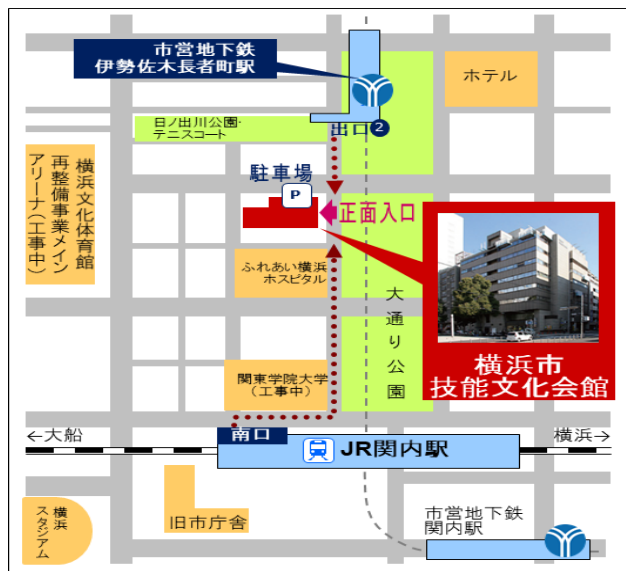 市営地下鉄
伊勢佐木長者町駅
ホテル
日ノ出川公園・
テニスコート
出口2
横浜文化体育館
再整備事業メイン
アリーナ(工事中)
駐車場
P
正面入口
ふれあい横浜
ホスピタル
大通り公園
横浜市
技能文化会館
関東学院大学
(工事中)
←大船
南口
横浜→
JR関内駅
横浜
スタジアム
旧市庁舎
市営地下鉄
関内駅